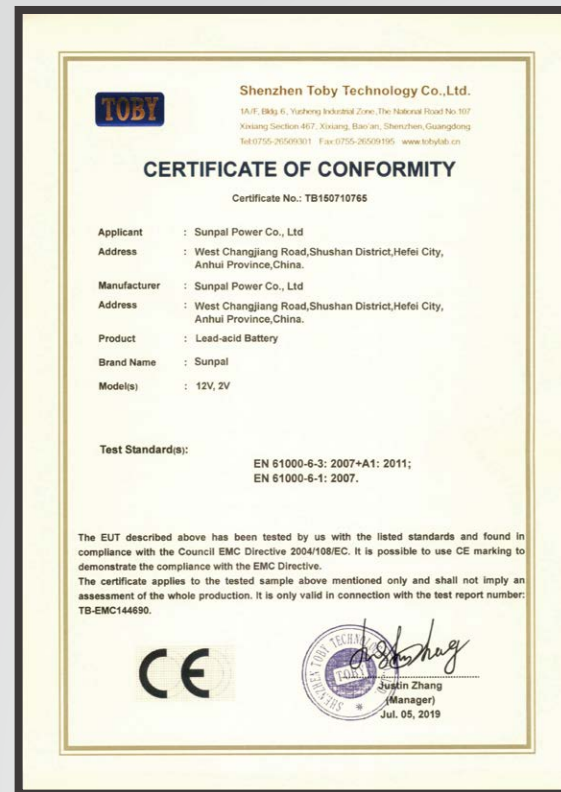 TOBY
Shenzhen Toby Technology Co.,Ltd.
1A/F, Bldg 6, Yusheng Industrial Zone, The National Road No.107
Xixiang Section 467, Xixiang, Bao'an, Shenzhen, Guangdong
Tel:0755-26509301 Fax:0755-26509195 www.tobylab.cn
CERTIFICATE OF CONFORMITY
Certificate No.: TB150710765
Applicant : Sunpal Power Co., Ltd
Address : West Changjiang Road,Shushan District,Hefei City,
Anhui Province,China.
Manufacturer : Sunpal Power Co., Ltd
Address : West Changjiang Road,Shushan District,Hefei City,
Anhui Province,China.
Product : Lead-acid Battery
Brand Name : Sunpal
Model(s) : 12V, 2V
Test Standard(s):
EN 61000-6-3: 2007+A1: 2011;
EN 61000-6-1: 2007.
The EUT described above has been tested by us with the listed standards and found in
compliance with the Council EMC Directive 2004/108/EC. It is possible to use CE marking to
demonstrate the compliance with the EMC Directive.
The certificate applies to the tested sample above mentioned only and shall not imply an
assessment of the whole production. It is only valid in connection with the test report number:
TB-EMC144690.
CE
SHENZHEN TOBY TECHNOLOGY
TOBY
Justin Zhang
(Manager)
Jul. 05, 2019